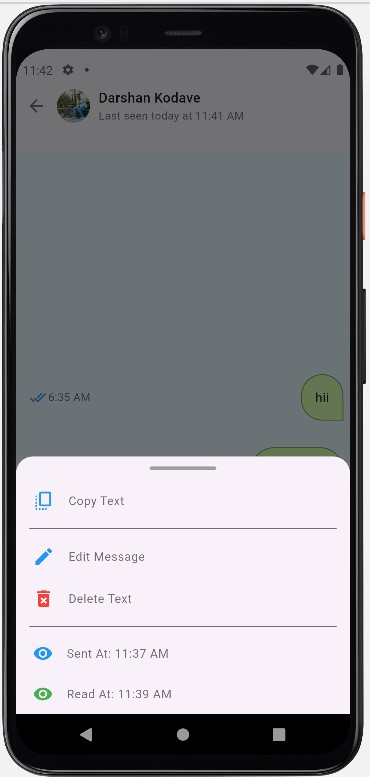 11:42
Darshan Kodave
Last seen today at 11:41 AM
6:35 AM
hii
Copy Text
Edit Message
Delete Text
Sent At: 11:37 AM
Read At: 11:39 AM